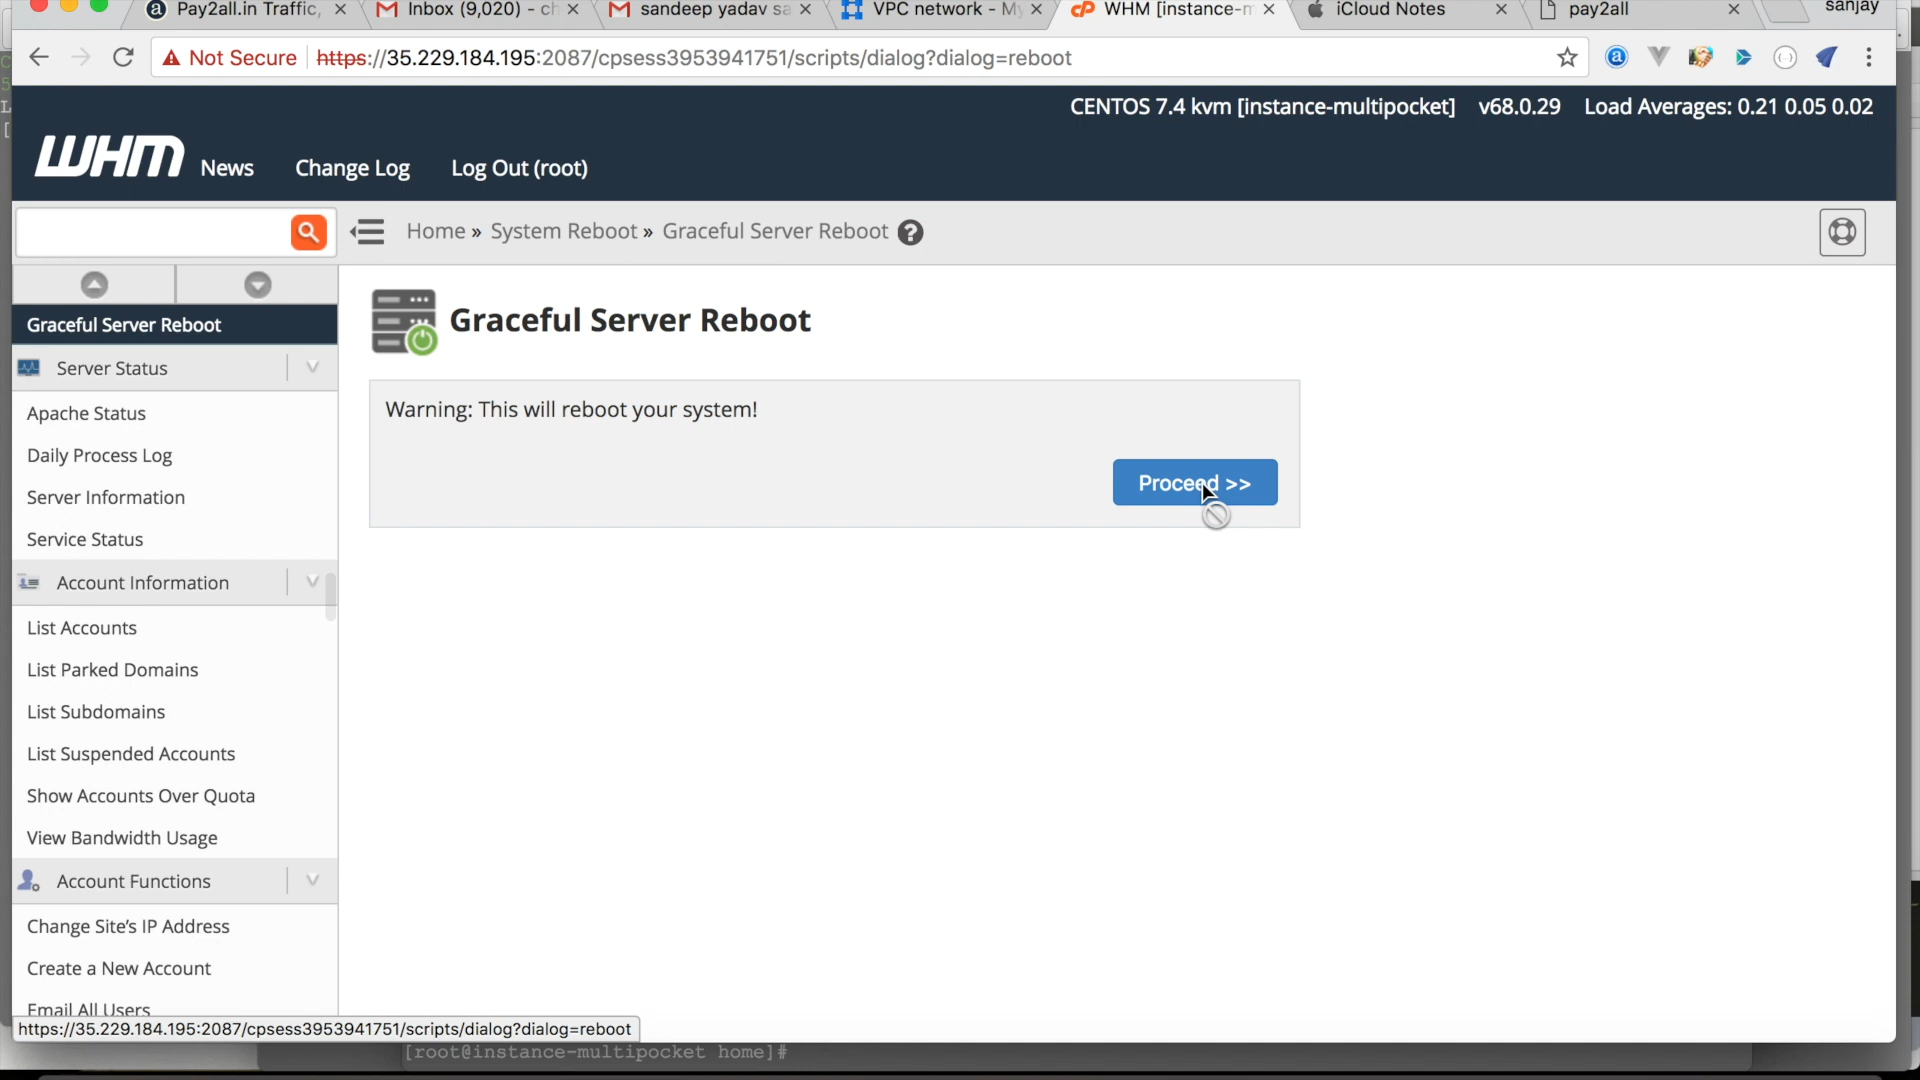 Pay2all.in Traffic,
Inbox (9,020) - ch
sandeep yadav sa
VPC network - My
WHM [instance-m
iCloud Notes
pay2all
sanjay
Not Secure
https://35.229.184.195:2087/cpsess3953941751/scripts/dialog?dialog=reboot
CENTOS 7.4 kvm [instance-multipocket] v68.0.29 Load Averages: 0.21 0.05 0.02
WHM
News
Change Log
Log Out (root)
Home » System Reboot » Graceful Server Reboot
Graceful Server Reboot
Server Status
Apache Status
Daily Process Log
Server Information
Service Status
Account Information
List Accounts
List Parked Domains
List Subdomains
List Suspended Accounts
Show Accounts Over Quota
View Bandwidth Usage
Account Functions
Change Site's IP Address
Create a New Account
Email All Users
Graceful Server Reboot
Warning: This will reboot your system!
Proceed >>
https://35.229.184.195:2087/cpsess3953941751/scripts/dialog?dialog=reboot
[root@instance-multipocket home]#